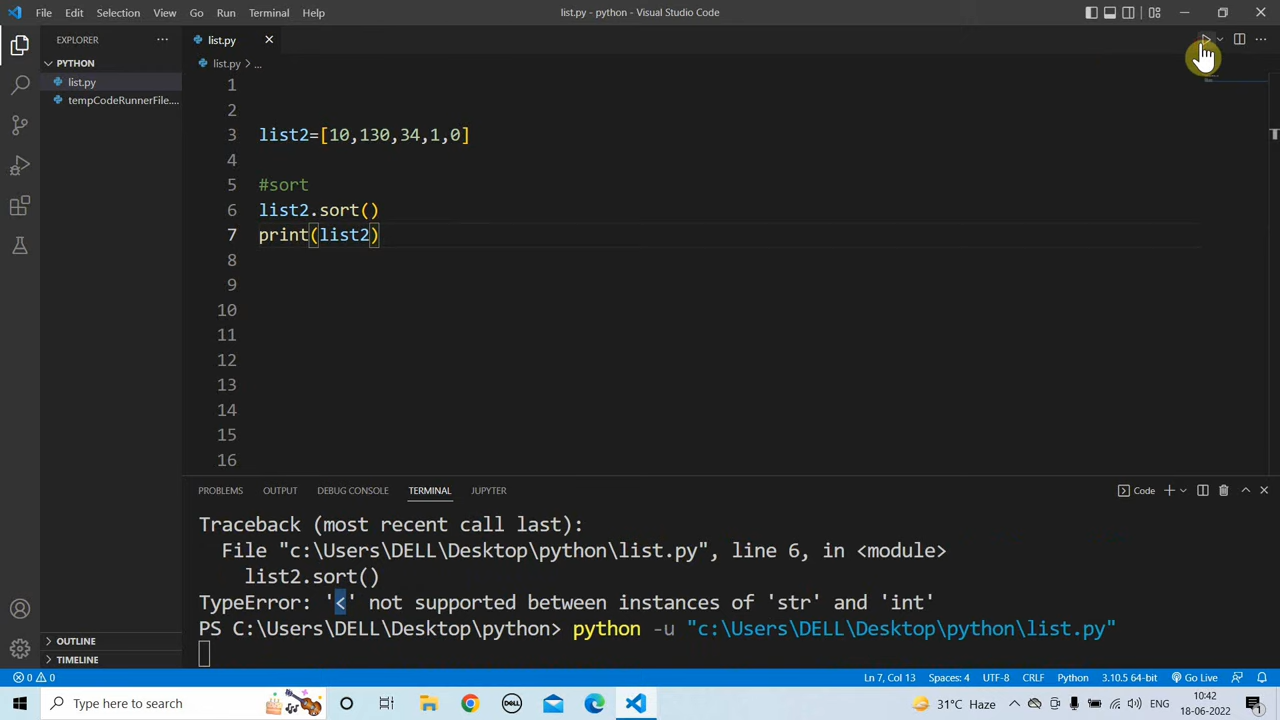 File Edit Selection View Go Run Terminal Help list.py - python - Visual Studio Code
EXPLORER
list.py
PYTHON
list.py > ...
list.py
tempCodeRunnerFile....
1
2
3 list2=[10,130,34,1,0]
4
5 #sort
6 list2.sort()
7 print(list2)
8
9
10
11
12
13
14
15
16
PROBLEMS OUTPUT DEBUG CONSOLE TERMINAL JUPYTER Code
Traceback (most recent call last):
File "c:\Users\DELL\Desktop\python\list.py", line 6, in <module>
list2.sort()
TypeError: '<' not supported between instances of 'str' and 'int'
PS C:\Users\DELL\Desktop\python> python -u "c:\Users\DELL\Desktop\python\list.py"
OUTLINE
TIMELINE
0 0 Ln 7, Col 13 Spaces: 4 UTF-8 CRLF Python 3.10.5 64-bit Go Live
Type here to search DELL 31°C Haze ENG 10:42
18-06-2022 1